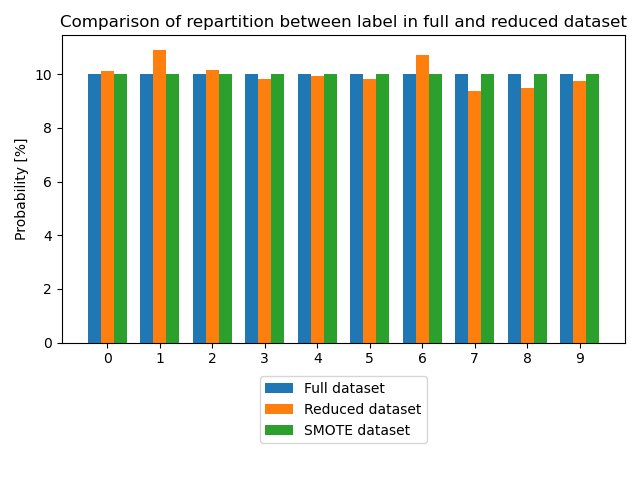 Comparison of repartition between label in full and reduced dataset
10
8
6
4
2
0
Probability [%]
0 1 2 3 4 5 6 7 8 9
Full dataset
Reduced dataset
SMOTE dataset